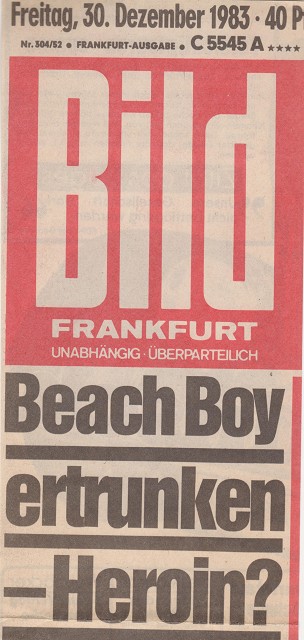 Freitag, 30. Dezember 1983 · 40 P
Nr. 304/52 • FRANKFURT-AUSGABE • C 5545 A ★★★★
Bild
FRANKFURT
UNABHÄNGIG · ÜBERPARTEILICH
Beach Boy
ertrunken
– Heroin?